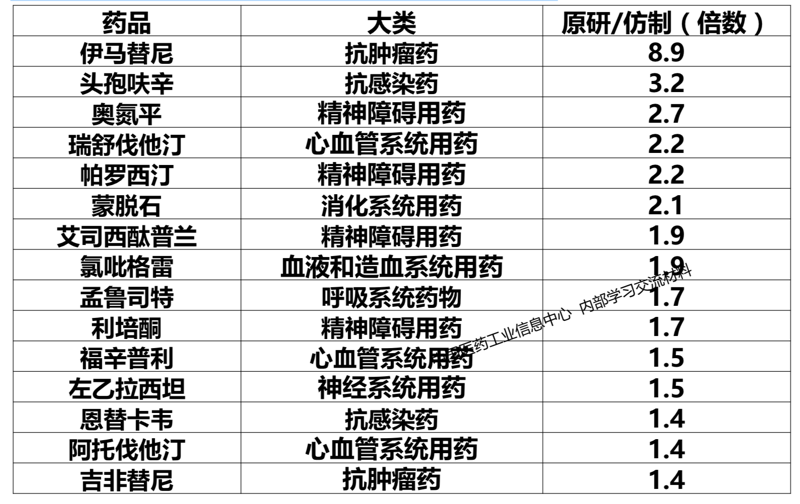 药品 大类 原研/仿制（倍数）
伊马替尼 抗肿瘤药 8.9
头孢呋辛 抗感染药 3.2
奥氮平 精神障碍用药 2.7
瑞舒伐他汀 心血管系统用药 2.2
帕罗西汀 精神障碍用药 2.2
蒙脱石 消化系统用药 2.1
艾司西酞普兰 精神障碍用药 1.9
氯吡格雷 血液和造血系统用药 1.9
孟鲁司特 呼吸系统药物 1.7
利培酮 精神障碍用药 1.7
福辛普利 心血管系统用药 1.5
左乙拉西坦 神经系统用药 1.5
恩替卡韦 抗感染药 1.4
阿托伐他汀 心血管系统用药 1.4
吉非替尼 抗肿瘤药 1.4
医药工业信息中心 内部学习交流材料